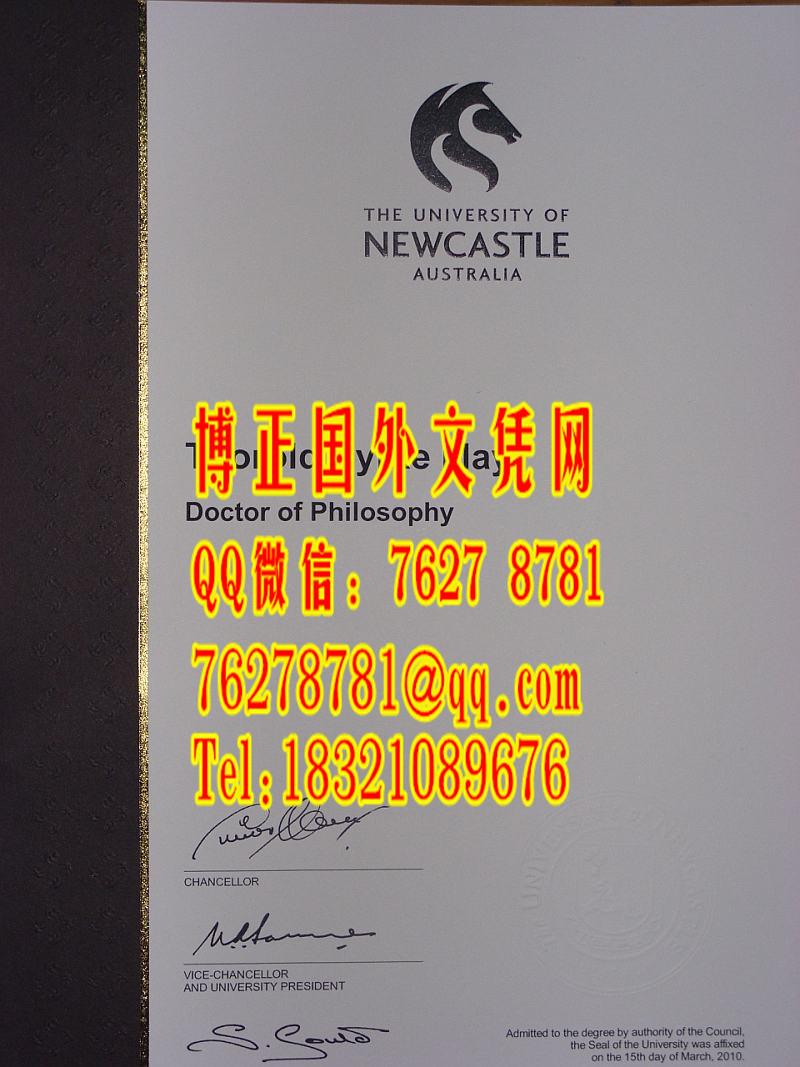 THE UNIVERSITY OF
NEWCASTLE
AUSTRALIA
博正国外文凭网
Doctor of Philosophy
QQ微信：7627 8781
76278781@qq.com
Tel:18321089676
CHANCELLOR
VICE-CHANCELLOR
AND UNIVERSITY PRESIDENT
Admitted to the degree by authority of the Council,
the Seal of the University was affixed
on the 15th day of March, 2010.